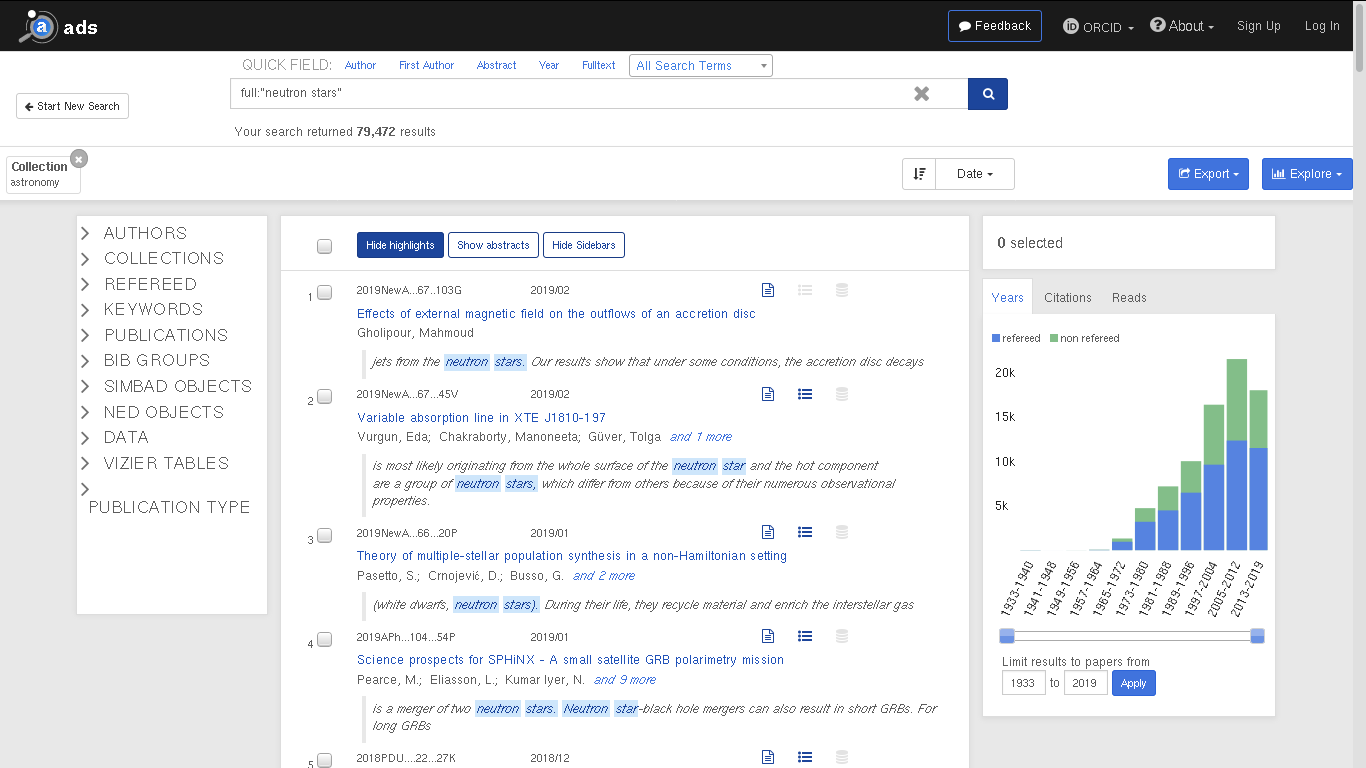 a ads
Feedback
iD ORCID
About
Sign Up
Log In
QUICK FIELD: Author First Author Abstract Year Fulltext All Search Terms
Start New Search
full:"neutron stars"
Your search returned 79,472 results
Collection
astronomy
Date
Export
Explore
AUTHORS
COLLECTIONS
REFEREED
KEYWORDS
PUBLICATIONS
BIB GROUPS
SIMBAD OBJECTS
NED OBJECTS
DATA
VIZIER TABLES
PUBLICATION TYPE
Hide highlights Show abstracts Hide Sidebars
1 2019NewA...67..103G 2019/02
Effects of external magnetic field on the outflows of an accretion disc
Gholipour, Mahmoud
jets from the neutron stars. Our results show that under some conditions, the accretion disc decays
2 2019NewA...67...45V 2019/02
Variable absorption line in XTE J1810-197
Vurgun, Eda; Chakraborty, Manoneeta; Güver, Tolga and 1 more
is most likely originating from the whole surface of the neutron star and the hot component
are a group of neutron stars, which differ from others because of their numerous observational
properties.
3 2019NewA...66...20P 2019/01
Theory of multiple-stellar population synthesis in a non-Hamiltonian setting
Pasetto, S.; Crnojević, D.; Busso, G. and 2 more
(white dwarfs, neutron stars). During their life, they recycle material and enrich the interstellar gas
4 2019APh...104...54P 2019/01
Science prospects for SPHiNX - A small satellite GRB polarimetry mission
Pearce, M.; Eliasson, L.; Kumar Iyer, N. and 9 more
is a merger of two neutron stars. Neutron star-black hole mergers can also result in short GRBs. For
long GRBs
5 2018PDU...22...27K 2018/12
0 selected
Years Citations Reads
refereed non refereed
20k
15k
10k
5k
1933-1940
1941-1948
1949-1956
1957-1964
1965-1972
1973-1980
1981-1988
1989-1996
1997-2004
2005-2012
2013-2019
Limit results to papers from
1933 to 2019 Apply